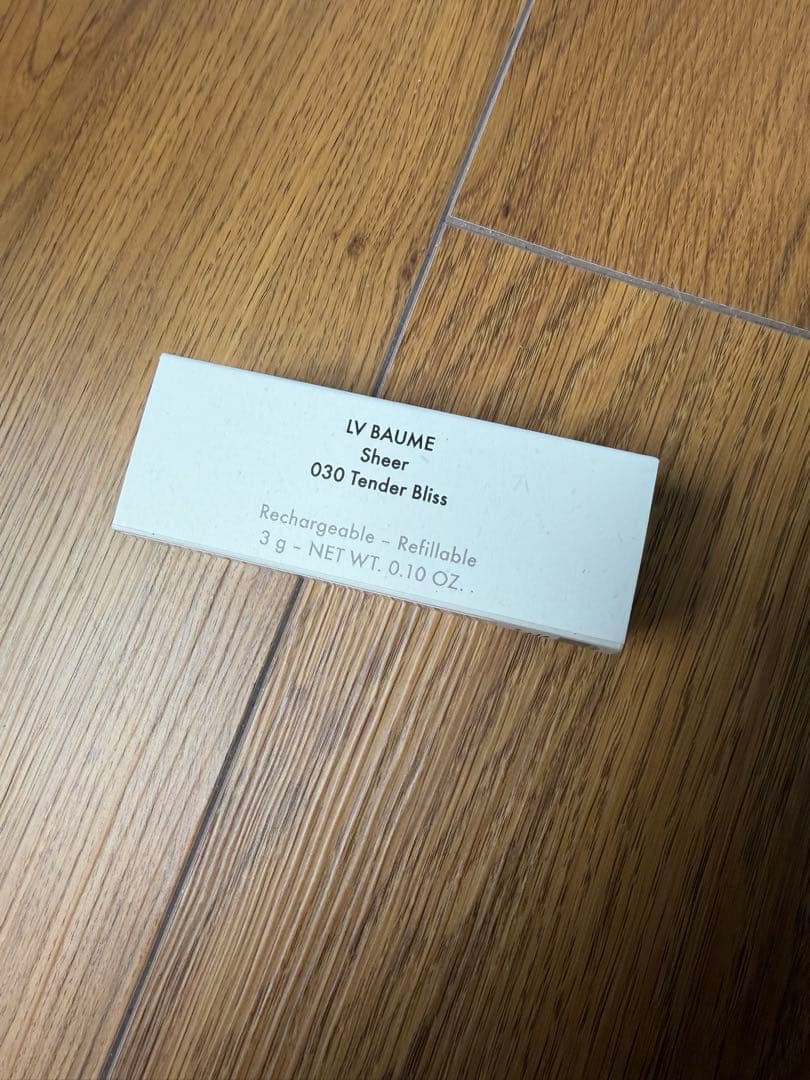 LV BAUME
Sheer
030 Tender Bliss
Rechargeable – Refillable
3 g – NET WT. 0.10 OZ.